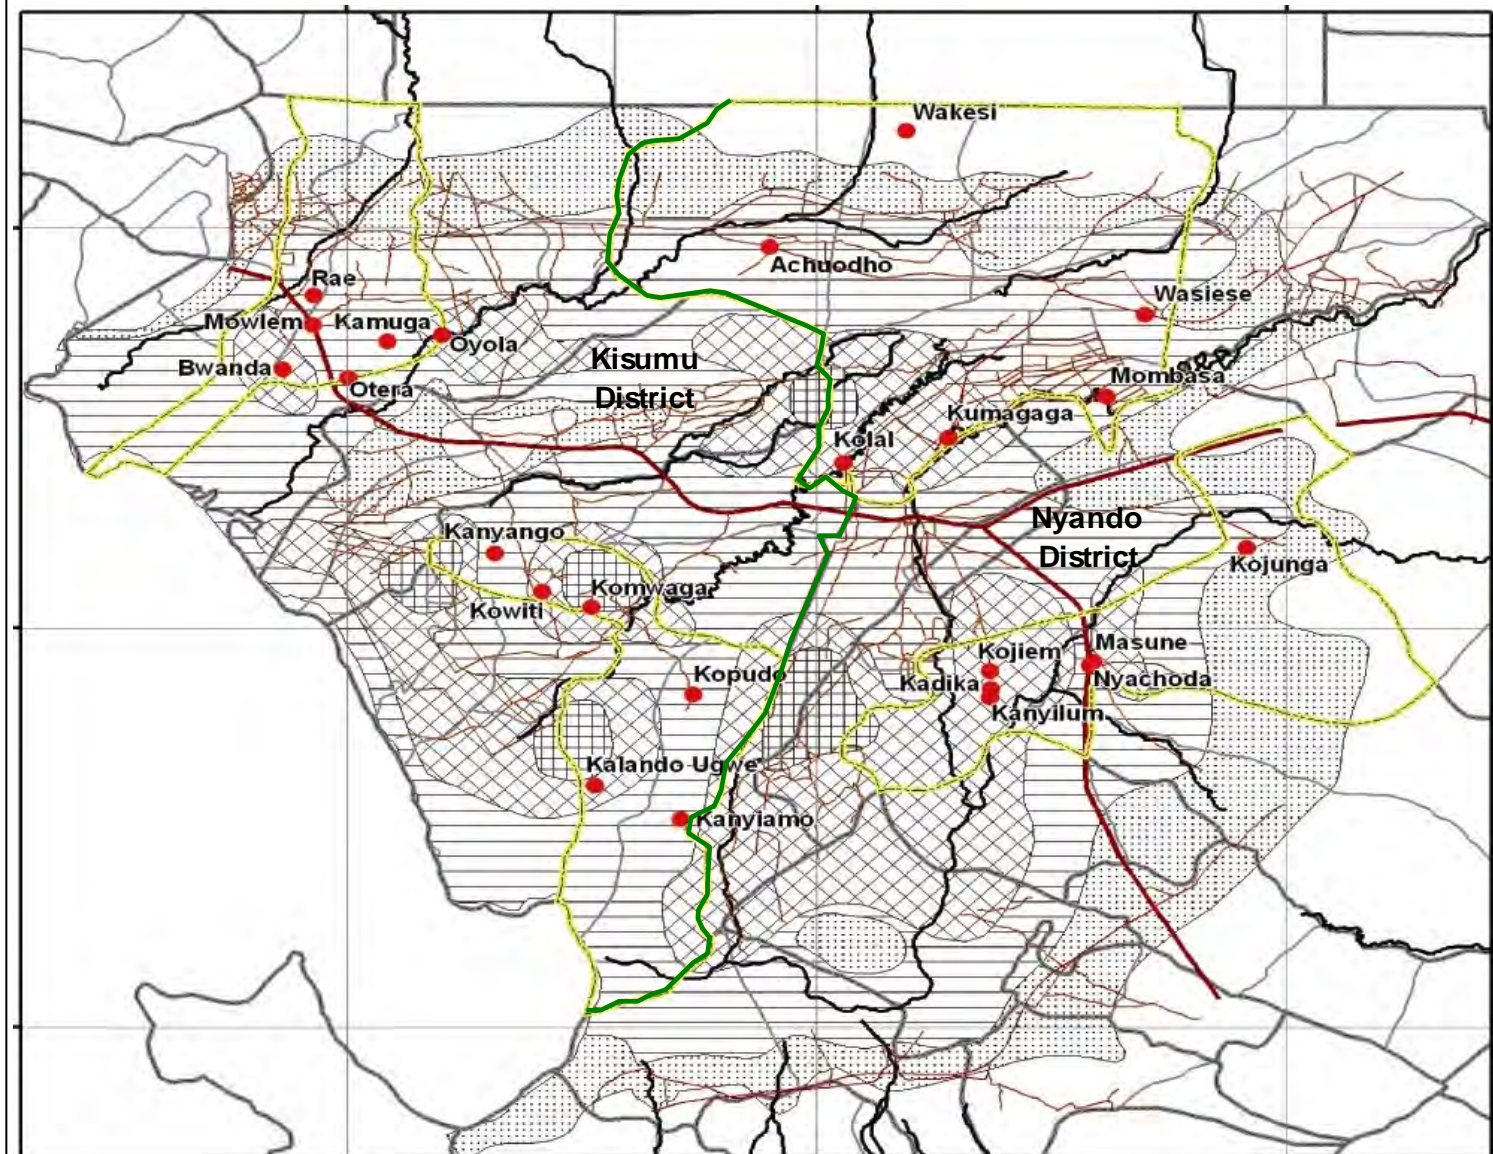 Wakesi
Achuodho
Rae
Wasiese
Mowlem
Kamuga
Oyola
Bwanda
Kisumu
District
Otera
Mombasa
Kumagaga
Kolal
Nyando
District
Kanyango
Kojunga
Komwaga
Kowiti
Masune
Kojiem
Kopudo
Kadika
Nyachoda
Kanyilum
Kalando Ugwe
Kanyiamo